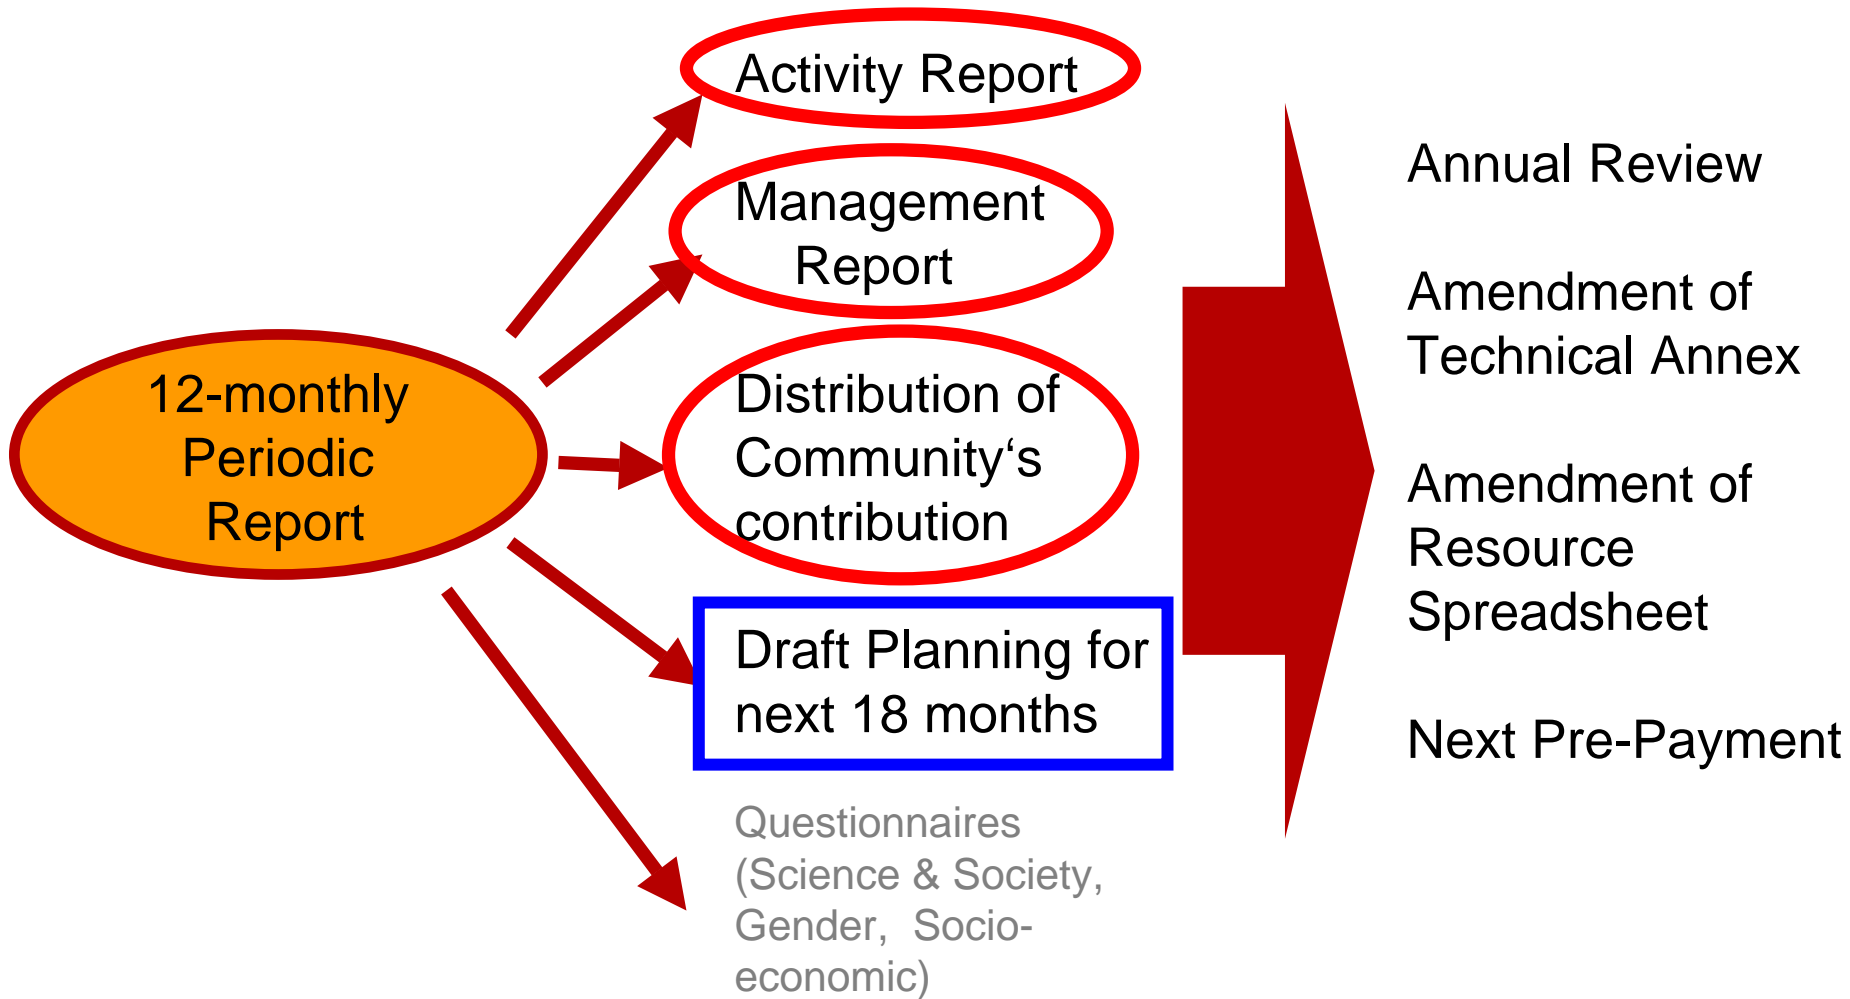 12-monthly
Periodic
Report
Activity Report
Management
Report
Distribution of
Community‘s
contribution
Draft Planning for
next 18 months
Questionnaires
(Science & Society,
Gender,  Socio-
economic)
Annual Review
Amendment of
Technical Annex
Amendment of
Resource
Spreadsheet
Next Pre-Payment